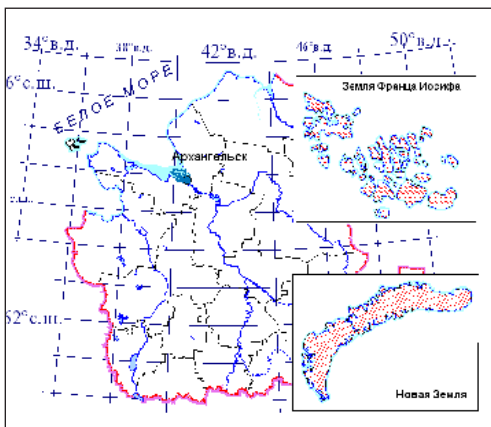 34°в.д.
38°в.д.
42°в.д.
46°в.д.
50°в.д.
6°с.ш.
БЕЛОЕ МОРЕ
Земля Франца Иосифа
Архангельск
52°с.ш.
Новая Земля